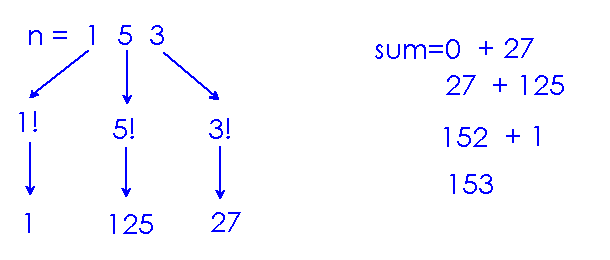 n = 1 5 3
1! 5! 3!
1 125 27
sum=0 + 27
27 + 125
152 + 1
153